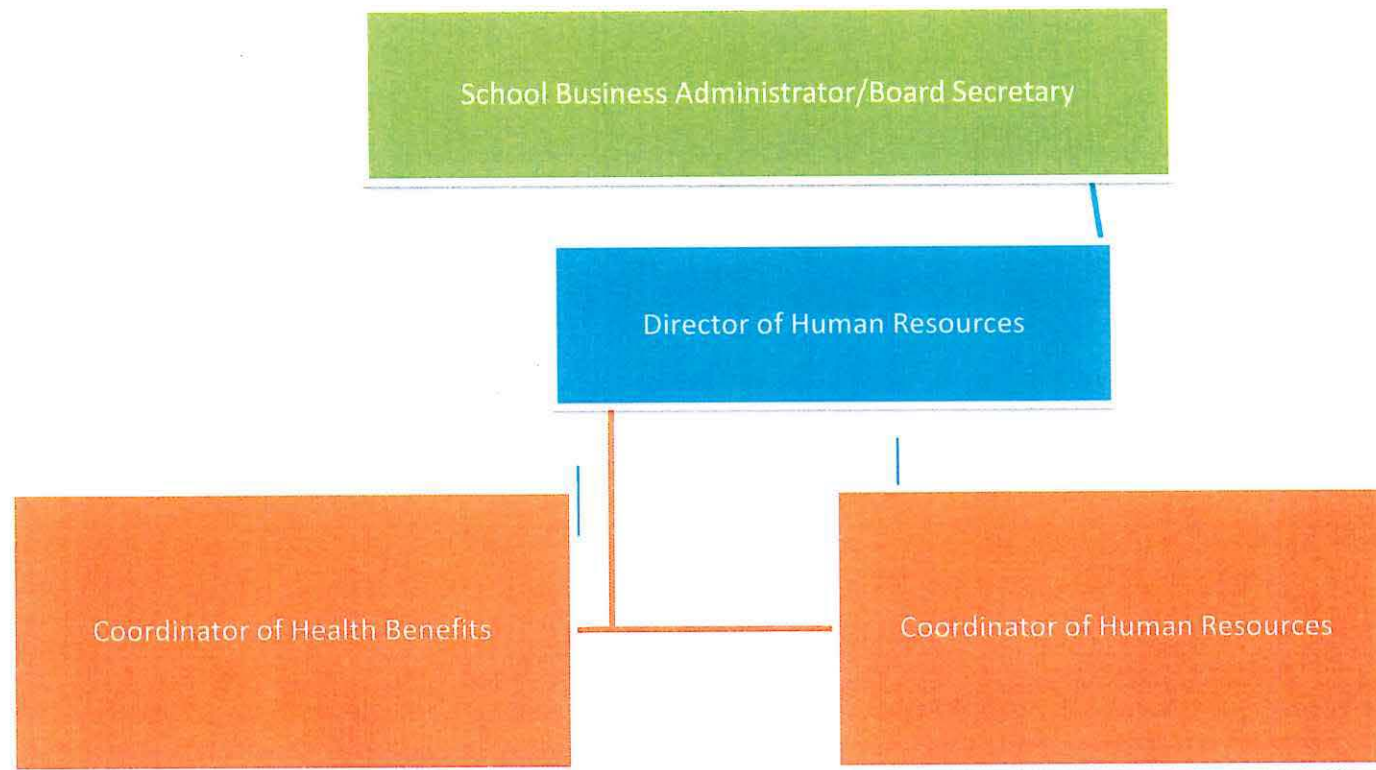 School Business Administrator/Board Secretary
Director of Human Resources
Coordinator of Health Benefits
Coordinator of Human Resources